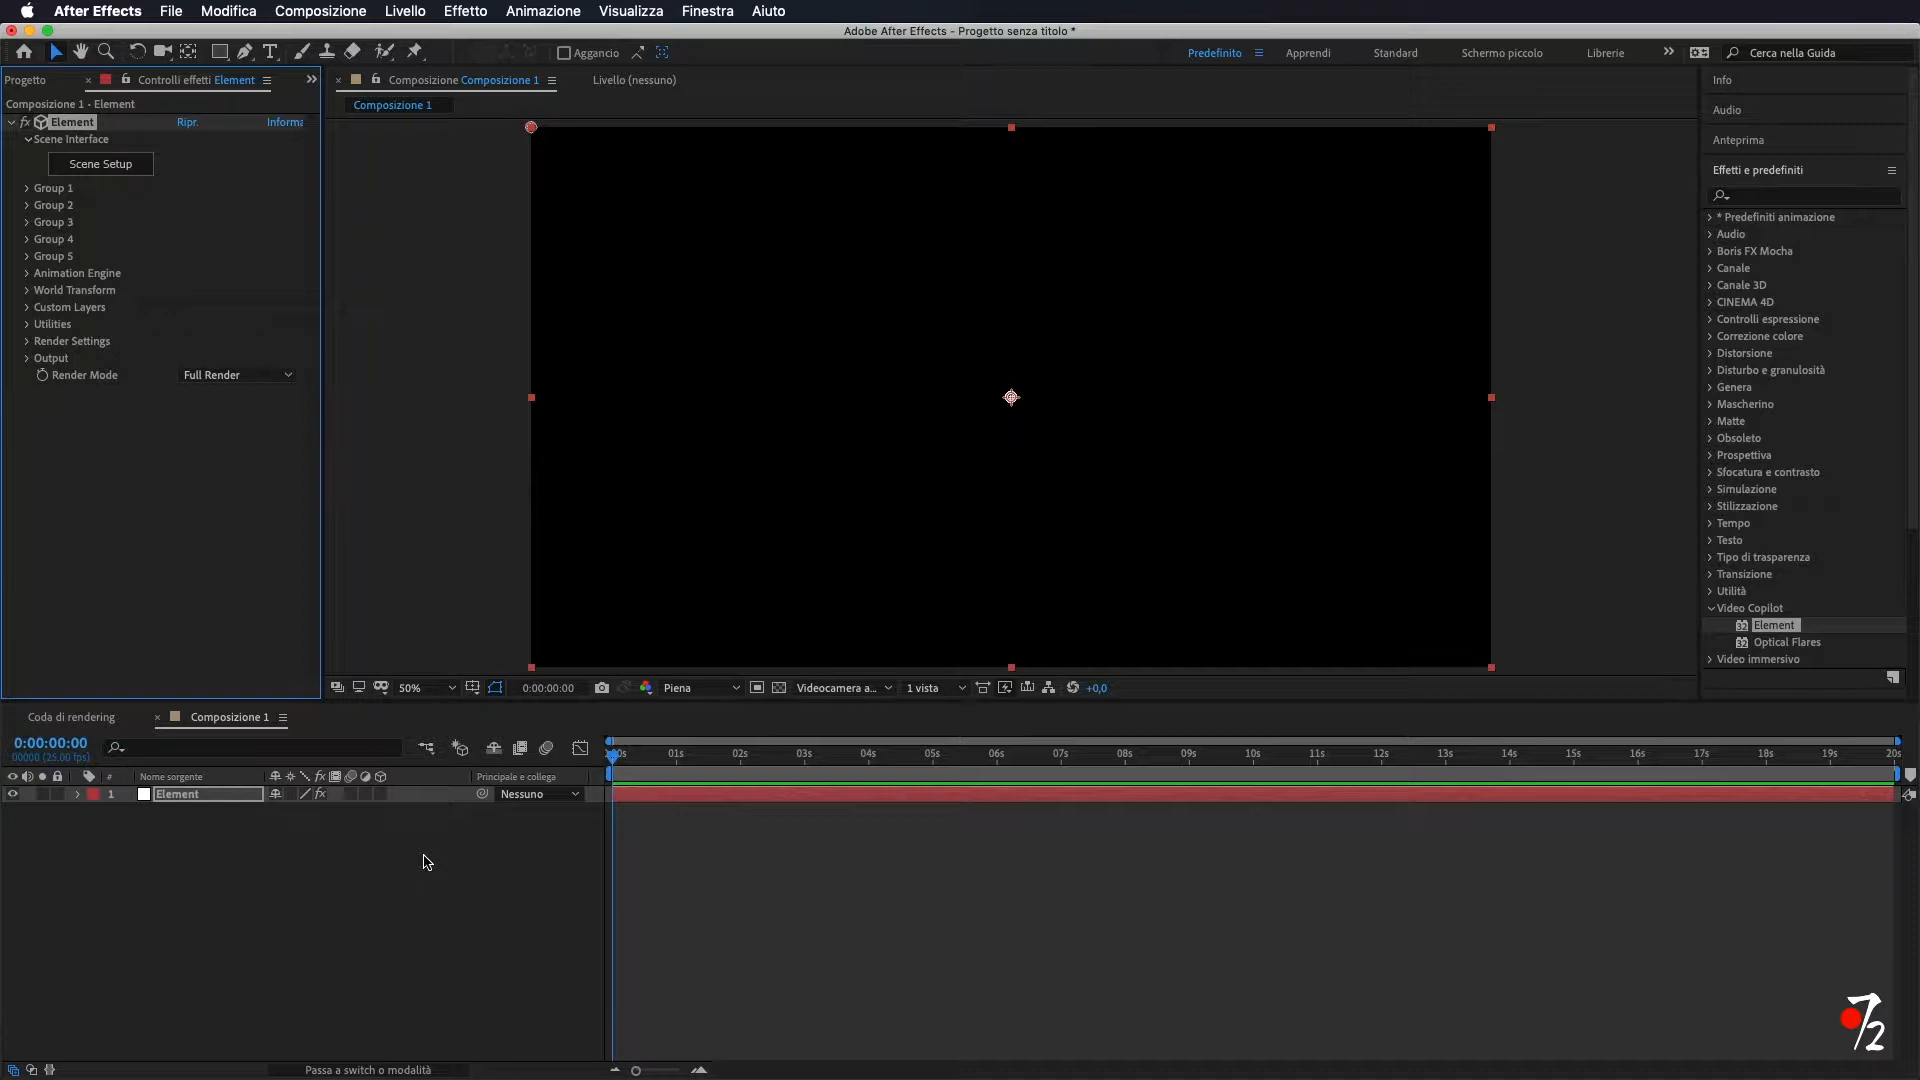 After Effects File Modifica Composizione Livello Effetto Animazione Visualizza Finestra Aiuto
Adobe After Effects - Progetto senza titolo *
Aggancio Predefinito Apprendi Standard Schermo piccolo Librerie Cerca nella Guida
Progetto Controlli effetti Element Composizione Composizione 1 Livello (nessuno) Info
Composizione 1 - Element Composizione 1
Audio
Element Ripr. Informa
Scene Interface Anteprima
Scene Setup Effetti e predefiniti
Group 1
Group 2
Group 3
Group 4
Group 5
Animation Engine
World Transform
Custom Layers
Utilities
Render Settings
Output
Render Mode Full Render
* Predefiniti animazione
Audio
Boris FX Mocha
Canale
Canale 3D
CINEMA 4D
Controlli espressione
Correzione colore
Distorsione
Disturbo e granulosità
Genera
Mascherino
Matte
Obsoleto
Prospettiva
Sfocatura e contrasto
Simulazione
Stilizzazione
Tempo
Testo
Tipo di trasparenza
Transizione
Utilità
Video Copilot
32 Element
32 Optical Flares
Video immersivo
50% 0:00:00:00 Piena Videocamera a... 1 vista +0,0
Coda di rendering Composizione 1
0:00:00:00
00000 (25.00 fps)
01s 02s 03s 04s 05s 06s 07s 08s 09s 10s 11s 12s 13s 14s 15s 16s 17s 18s 19s 20s
# Nome sorgente fx Principale e collega
1 Element fx Nessuno
7/2
Passa a switch o modalità